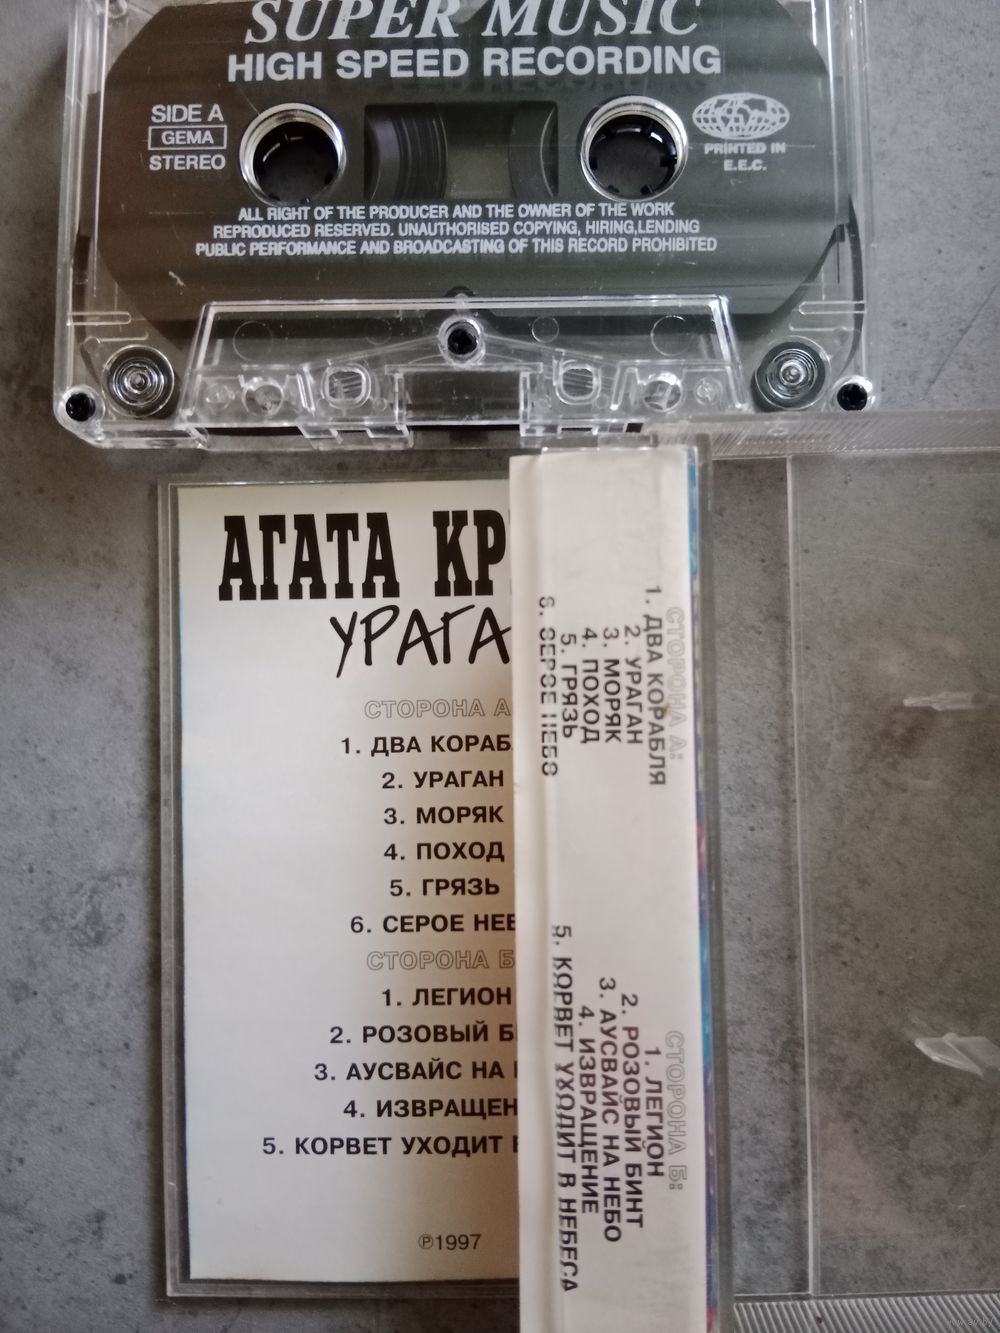 SUPER MUSIC
HIGH SPEED RECORDING
SIDE A
GEMA
STEREO
PRINTED IN
E.E.C.
ALL RIGHT OF THE PRODUCER AND THE OWNER OF THE WORK
REPRODUCED RESERVED. UNAUTHORISED COPYING, HIRING,LENDING
PUBLIC PERFORMANCE AND BROADCASTING OF THIS RECORD PROHIBITED
АГАТА КР
УРАГА
СТОРОНА А
1. ДВА КОРАБ
2. УРАГАН
3. МОРЯК
4. ПОХОД
5. ГРЯЗЬ
6. СЕРОЕ НЕБ
СТОРОНА Б
1. ЛЕГИОН
2. РОЗОВЫЙ Б
3. АУСВАЙС НА
4. ИЗВРАЩЕН
5. КОРВЕТ УХОДИТ В
℗1997
СТОРОНА А:
1. ДВА КОРАБЛЯ
2. УРАГАН
3. МОРЯК
4. ПОХОД
5. ГРЯЗЬ
6. СЕРОЕ НЕБО
СТОРОНА Б:
1. ЛЕГИОН
2. РОЗОВЫЙ БИНТ
3. АУСВАЙС НА НЕБО
4. ИЗВРАЩЕНИЕ
5. КОРВЕТ УХОДИТ В НЕБЕСА